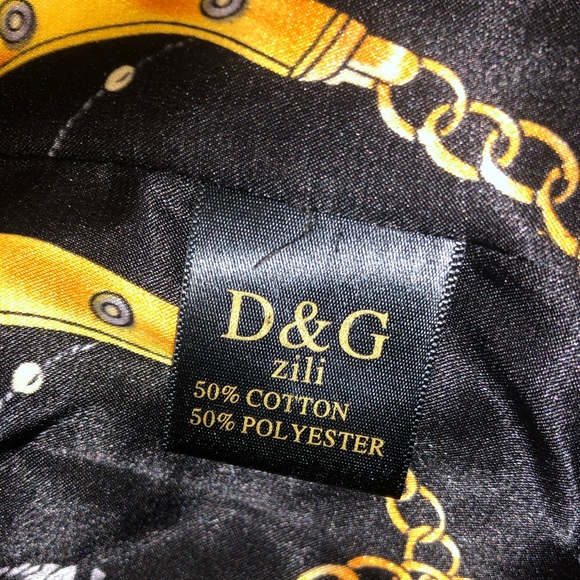 D&G
zili
50% COTTON
50% POLYESTER